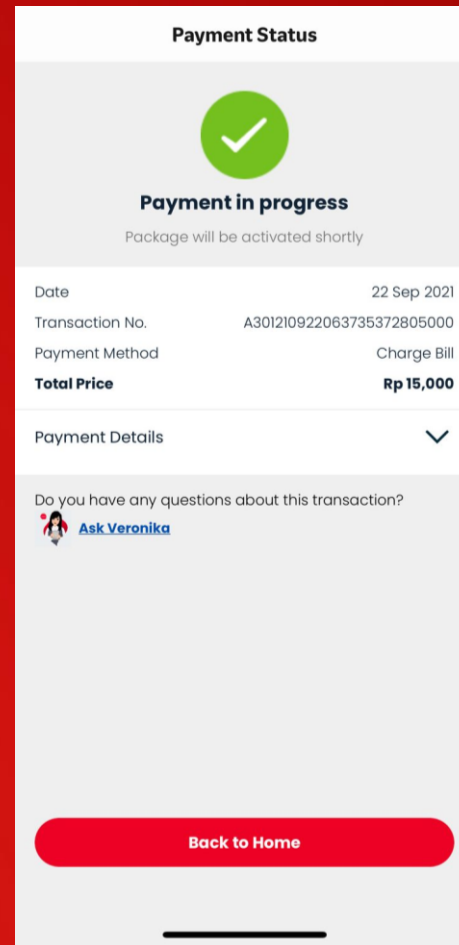 Payment Status
Payment in progress
Package will be activated shortly
Date 22 Sep 2021
Transaction No. A301210922063735372805000
Payment Method Charge Bill
Total Price Rp 15,000
Payment Details
Do you have any questions about this transaction?
Ask Veronika
Back to Home